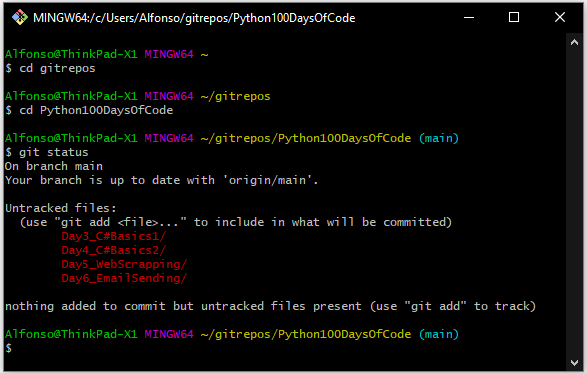 MINGW64:/c/Users/Alfonso/gitrepos/Python100DaysOfCode
Alfonso@ThinkPad-X1 MINGW64 ~
$ cd gitrepos
Alfonso@ThinkPad-X1 MINGW64 ~/gitrepos
$ cd Python100DaysOfCode
Alfonso@ThinkPad-X1 MINGW64 ~/gitrepos/Python100DaysOfCode (main)
$ git status
On branch main
Your branch is up to date with 'origin/main'.
Untracked files:
(use "git add <file>..." to include in what will be committed)
Day3_C#Basics1/
Day4_C#Basics2/
Day5_WebScrapping/
Day6_EmailSending/
nothing added to commit but untracked files present (use "git add" to track)
Alfonso@ThinkPad-X1 MINGW64 ~/gitrepos/Python100DaysOfCode (main)
$